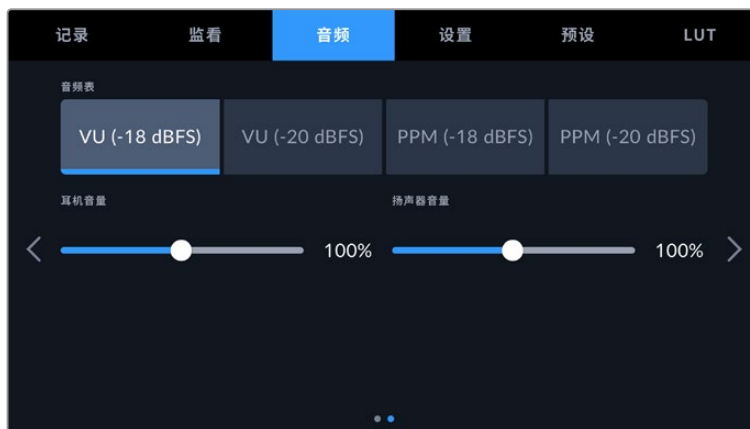 记录 监看 音频 设置 预设 LUT
音频表
VU (-18 dBFS) VU (-20 dBFS) PPM (-18 dBFS) PPM (-20 dBFS)
耳机音量 扬声器音量
100% 100%